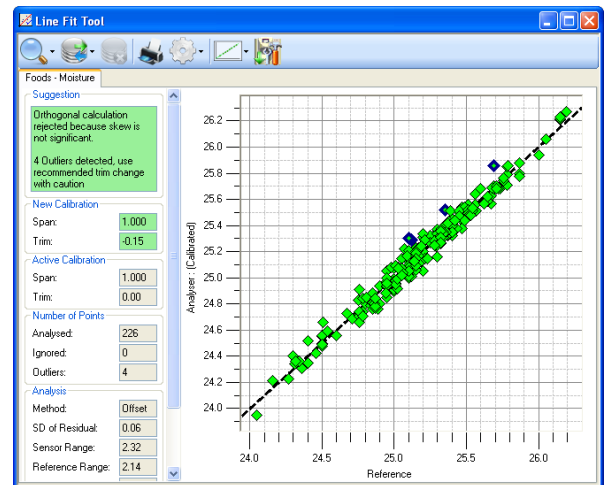 Line Fit Tool
Foods - Moisture
Suggestion
Orthogonal calculation
rejected because skew is
not significant.
4 Outliers detected, use
recommended trim change
with caution
New Calibration
Span: 1.000
Trim: -0.15
Active Calibration
Span: 1.000
Trim: 0.00
Number of Points
Analysed: 226
Ignored: 0
Outliers: 4
Analysis
Method: Offset
SD of Residual: 0.06
Sensor Range: 2.32
Reference Range: 2.14
Analyser : (Calibrated)
26.2
26.0
25.8
25.6
25.4
25.2
25.0
24.8
24.6
24.4
24.2
24.0
24.0 24.5 25.0 25.5 26.0
Reference